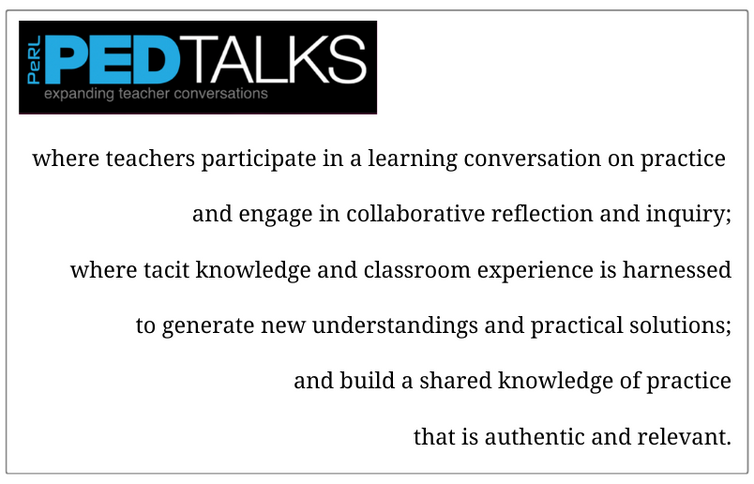 PeRL PEDTALKS
expanding teacher conversations
where teachers participate in a learning conversation on practice
and engage in collaborative reflection and inquiry;
where tacit knowledge and classroom experience is harnessed
to generate new understandings and practical solutions;
and build a shared knowledge of practice
that is authentic and relevant.